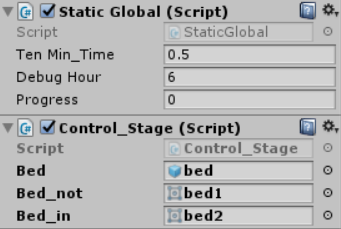 Static Global (Script)
Script StaticGlobal
Ten Min_Time 0.5
Debug Hour 6
Progress 0
Control_Stage (Script)
Script Control_Stage
Bed bed
Bed_not bed1
Bed_in bed2